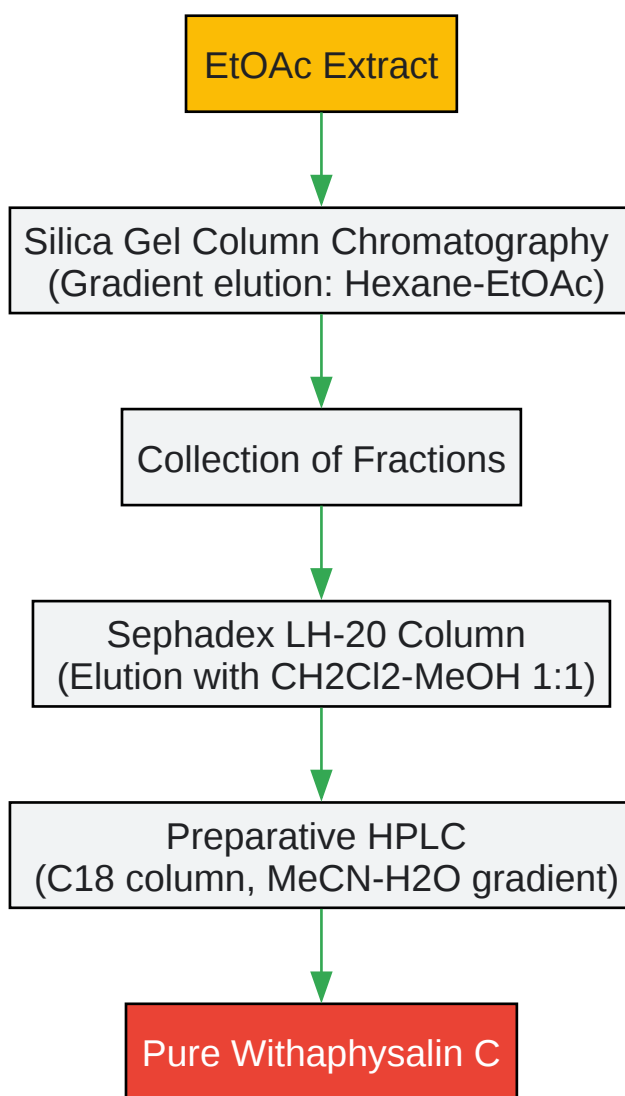 EtOAc Extract
Silica Gel Column Chromatography
(Gradient elution: Hexane-EtOAc)
Collection of Fractions
Sephadex LH-20 Column
(Elution with CH2Cl2-MeOH 1:1)
Preparative HPLC
(C18 column, MeCN-H2O gradient)
Pure Withaphysalin C